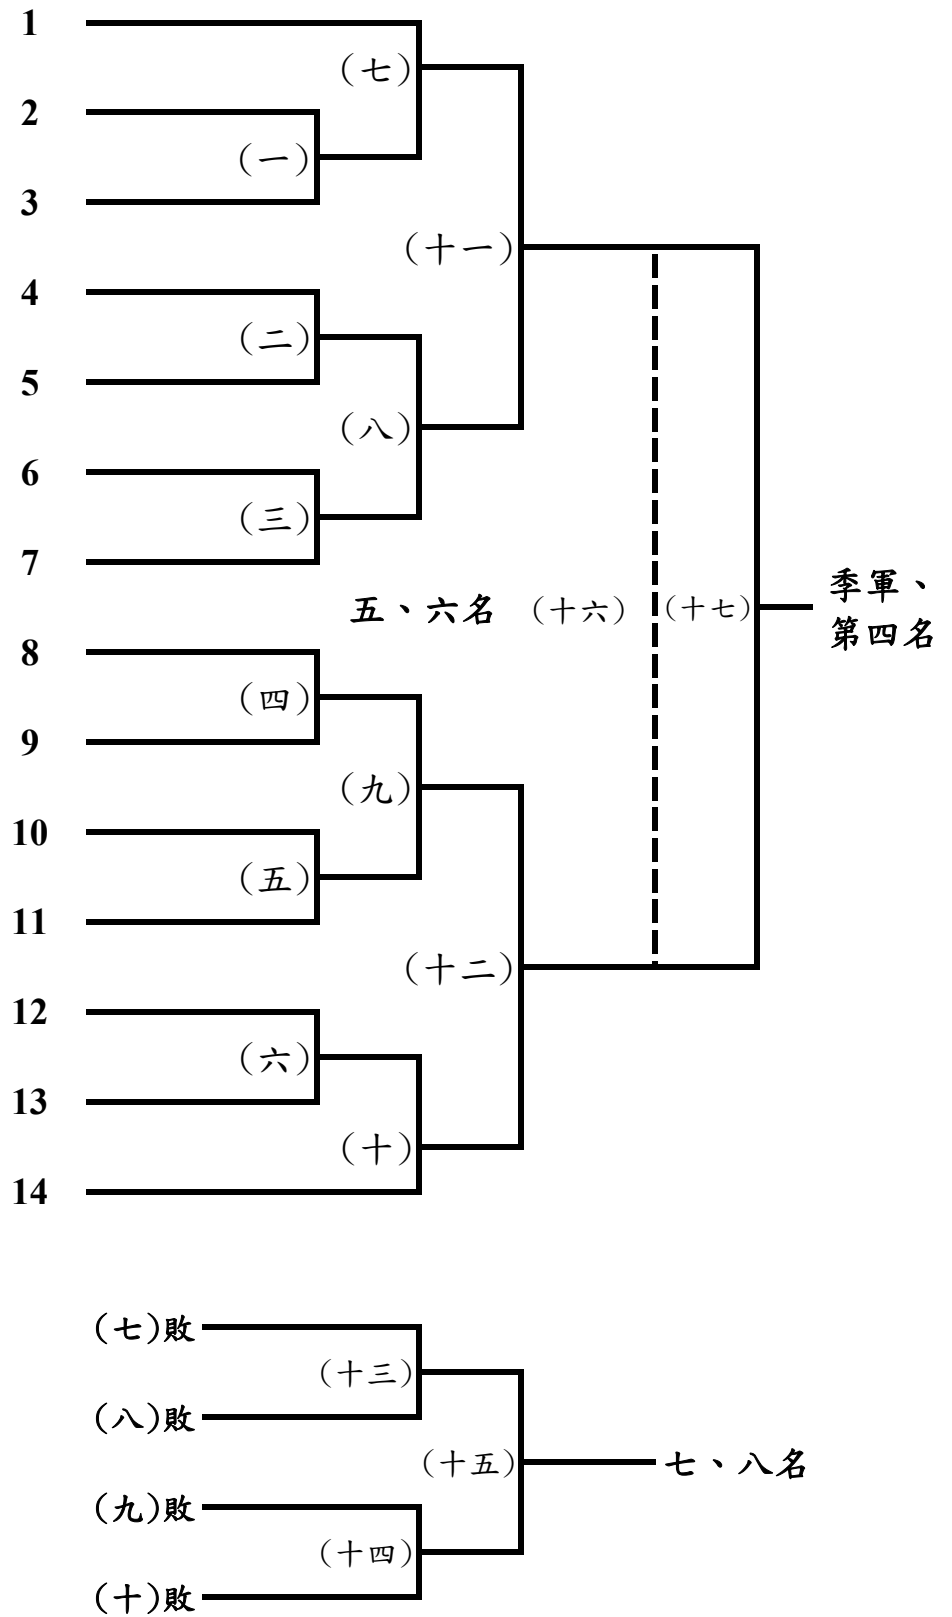 1
(七)
2
(一)
3
(十一)
4
(二)
5
(八)
6
(三)
7
五、六名 (十六) (十七) 季軍、
第四名
8
(四)
9
(九)
10
(五)
11
(十二)
12
(六)
13
(十)
14
(七)敗
(十三)
(八)敗
(十五) 七、八名
(九)敗
(十四)
(十)敗